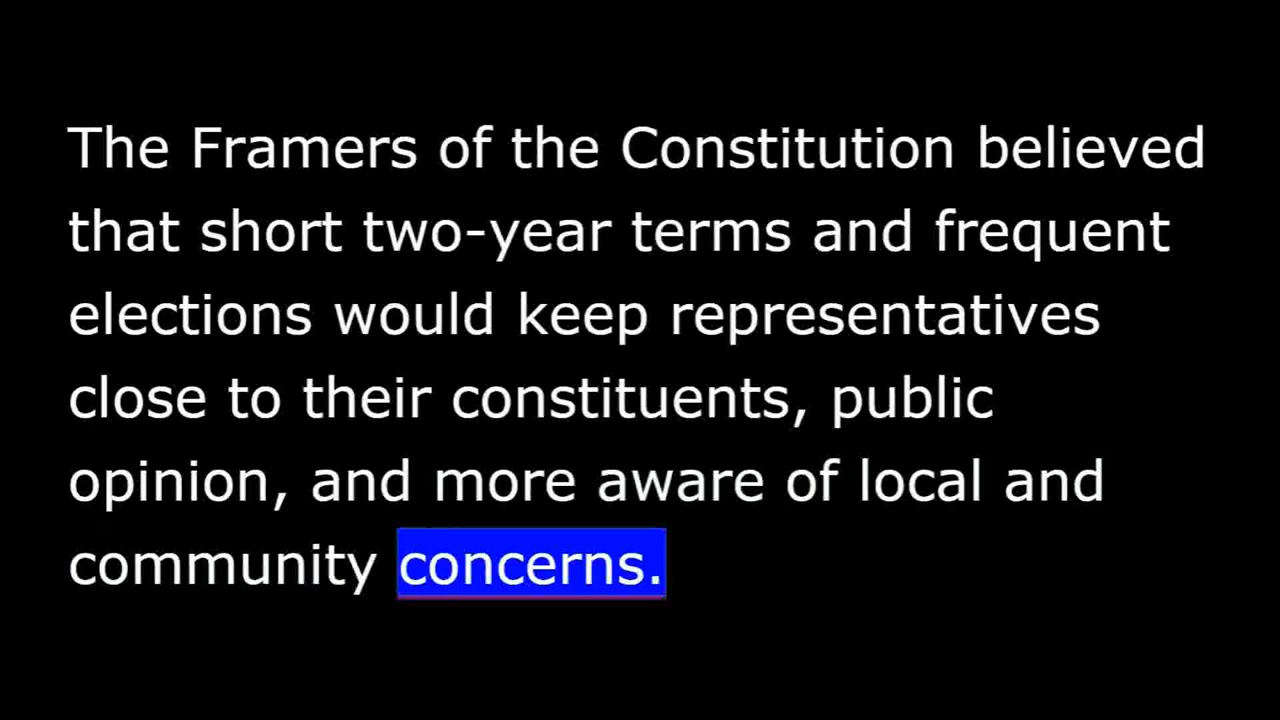 The Framers of the Constitution believed
that short two-year terms and frequent
elections would keep representatives
close to their constituents, public
opinion, and more aware of local and
community concerns.